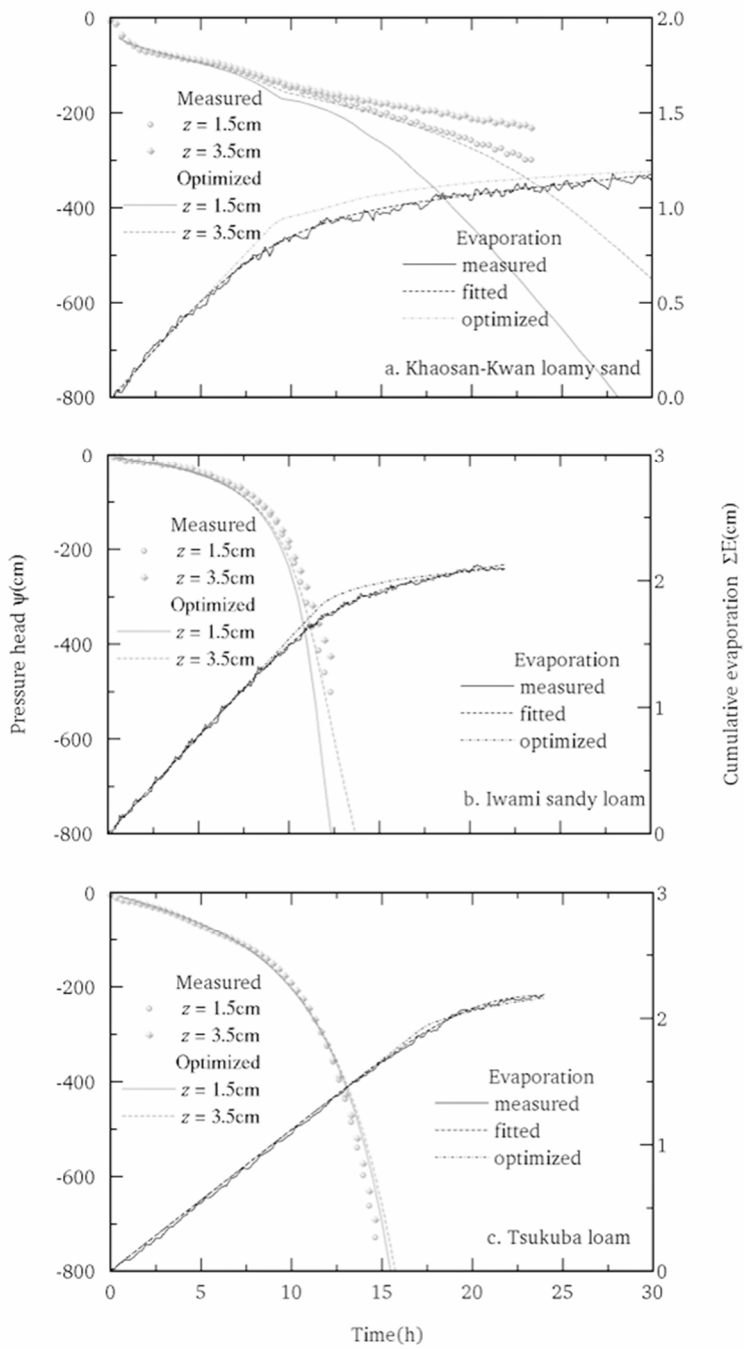 0
-200
-400
-600
-800
2.0
1.5
1.0
0.5
0.0
Measured
z = 1.5cm
z = 3.5cm
Optimized
z = 1.5cm
z = 3.5cm
Evaporation
measured
fitted
optimized
a. Khaosan-Kwan loamy sand
0
-200
-400
-600
-800
3
2
1
0
Measured
z = 1.5cm
z = 3.5cm
Optimized
z = 1.5cm
z = 3.5cm
Evaporation
measured
fitted
optimized
b. Iwami sandy loam
Pressure head ψ(cm)
Cumulative evaporation ΣE(cm)
0
-200
-400
-600
-800
3
2
1
0
Measured
z = 1.5cm
z = 3.5cm
Optimized
z = 1.5cm
z = 3.5cm
Evaporation
measured
fitted
optimized
c. Tsukuba loam
0 5 10 15 20 25 30
Time(h)